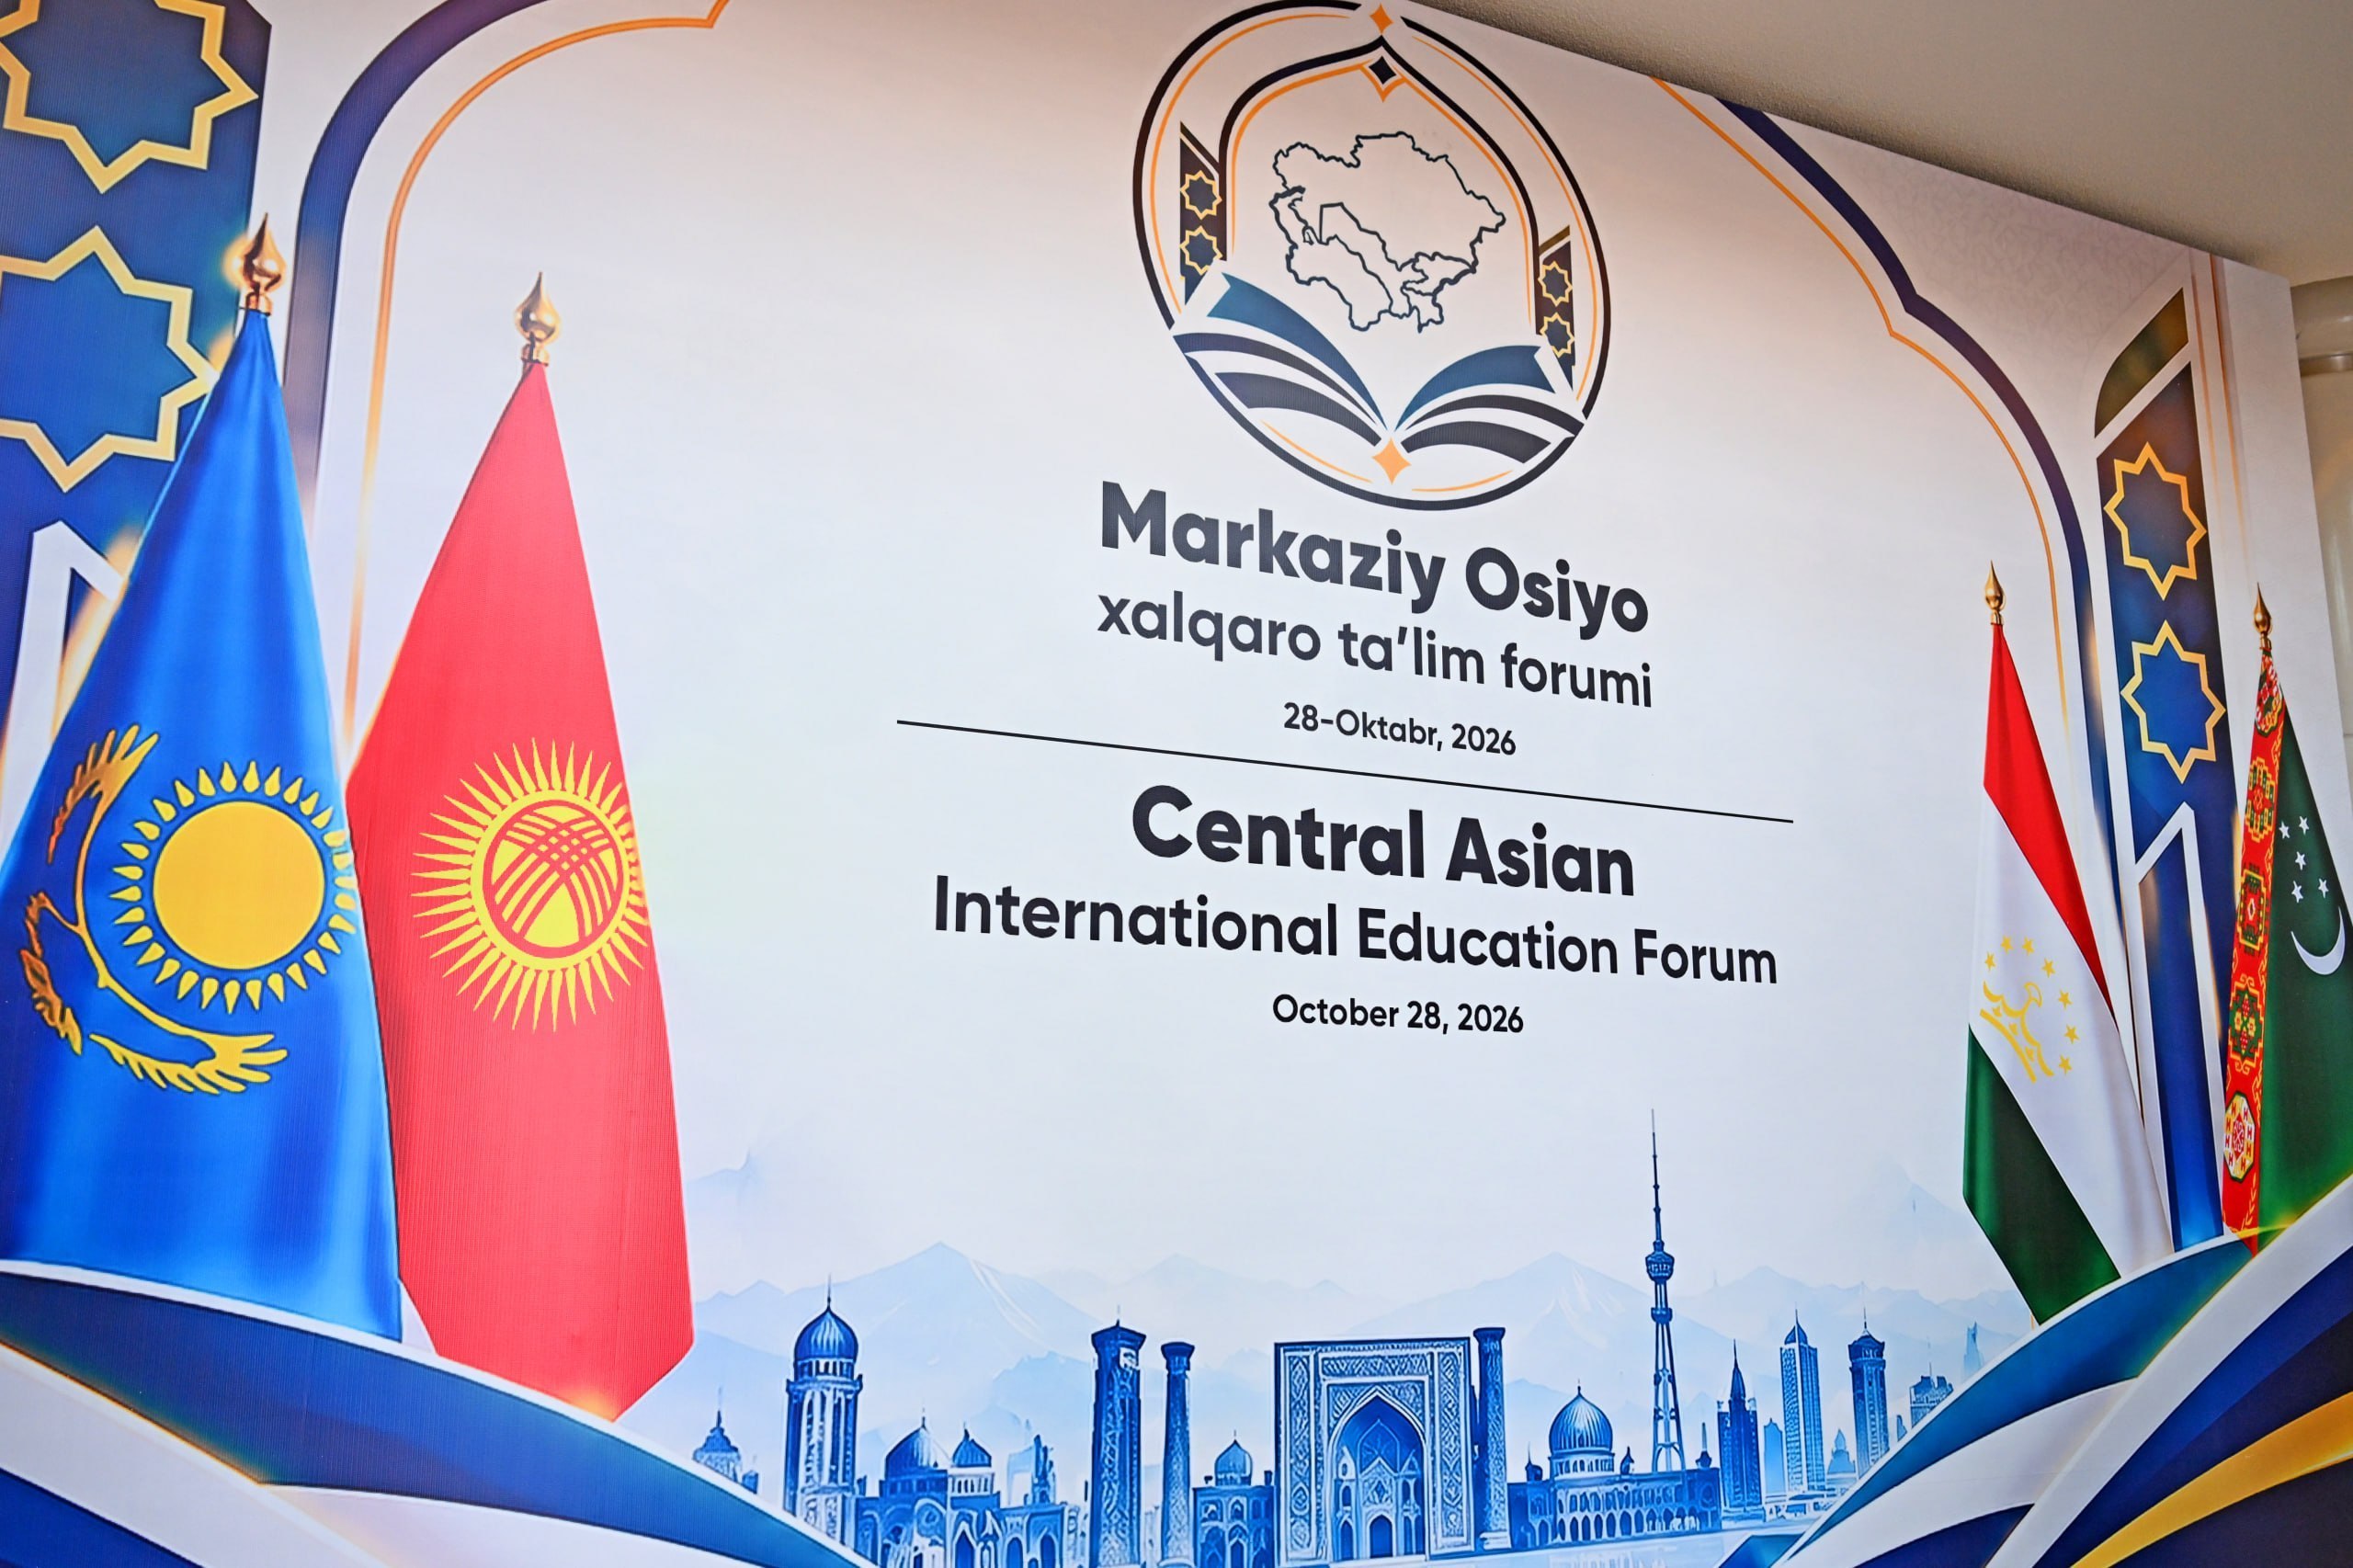 Markaziy Osiyo
xalqaro ta’lim forumi
28-Oktabr, 2026
Central Asian
International Education Forum
October 28, 2026